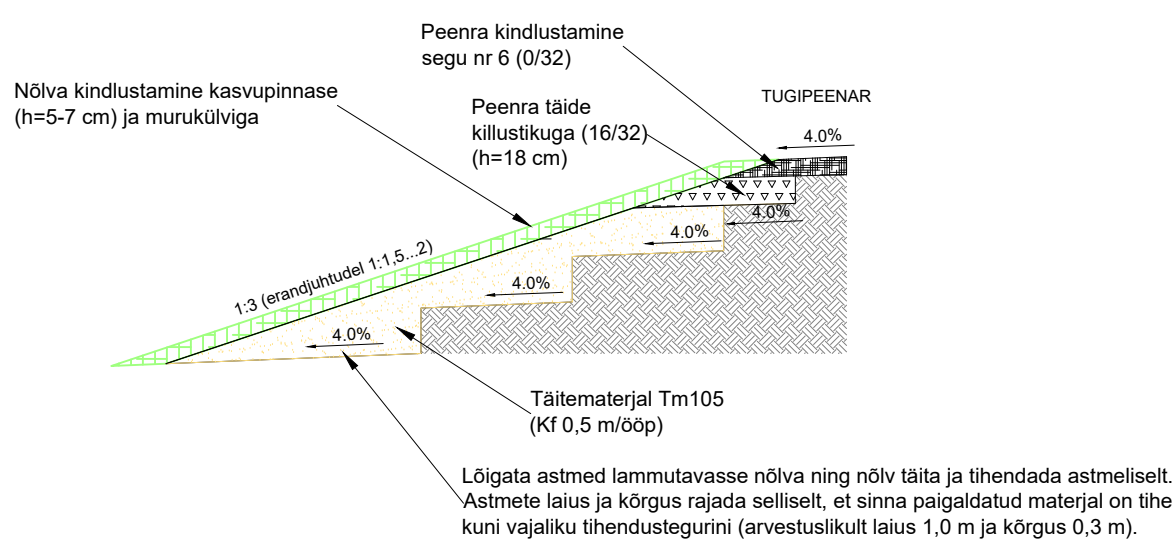 Peenra kindlustamine
segu nr 6 (0/32)
Nõlva kindlustamine kasvupinnase
(h=5-7 cm) ja murukülviga
Peenra täide
killustikuga (16/32)
(h=18 cm)
TUGIPEENAR
4.0%
4.0%
4.0%
4.0%
4.0%
1:3 (erandjuhtudel 1:1,5...2)
Täitematerjal Tm105
(Kf 0,5 m/ööp)
Lõigata astmed lammutavasse nõlva ning nõlv täita ja tihendada astmeliselt.
Astmete laius ja kõrgus rajada selliselt, et sinna paigaldatud materjal on tihe
kuni vajaliku tihendustegurini (arvestuslikult laius 1,0 m ja kõrgus 0,3 m).